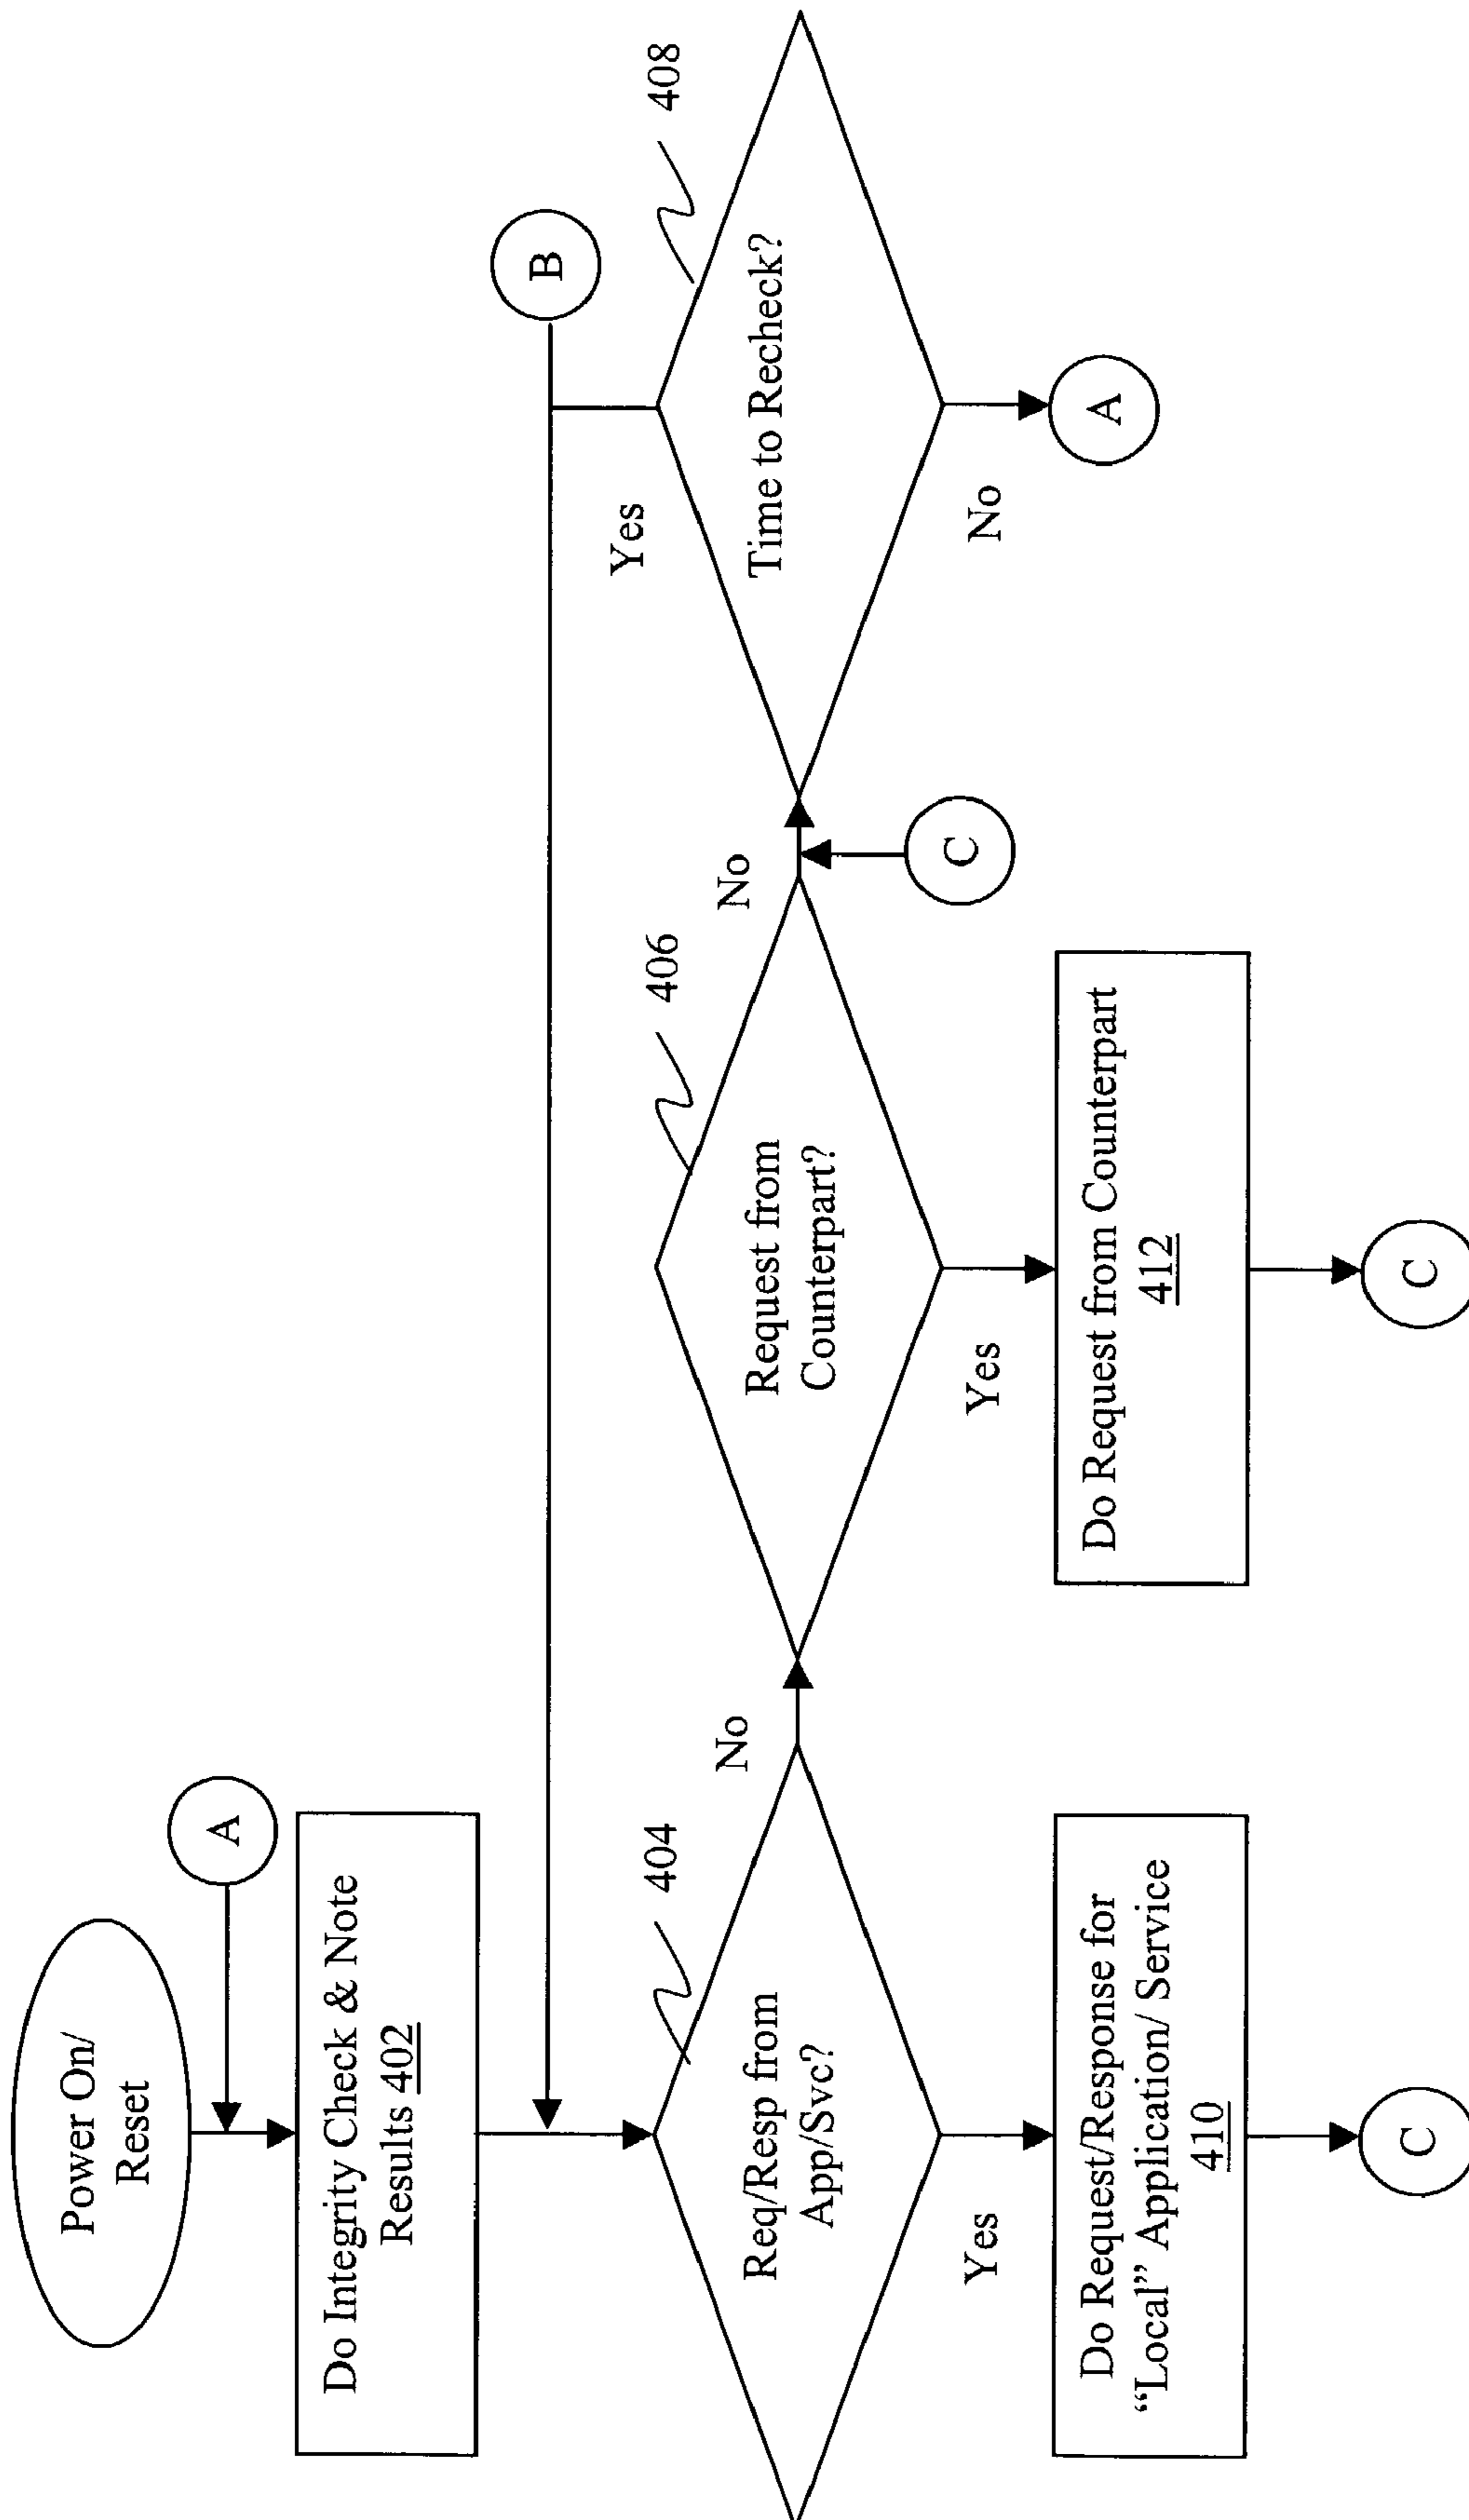 Power On/
Reset
A
Do Integrity Check & Note
Results 402
B
404
406
408
Req/Resp from
App/Svc?
No
Request from
Counterpart?
No
Time to Recheck?
Yes
Yes
Yes
C
No
Do Request/Response for
“Local” Application/ Service
410
Do Request from Counterpart
412
A
C
C